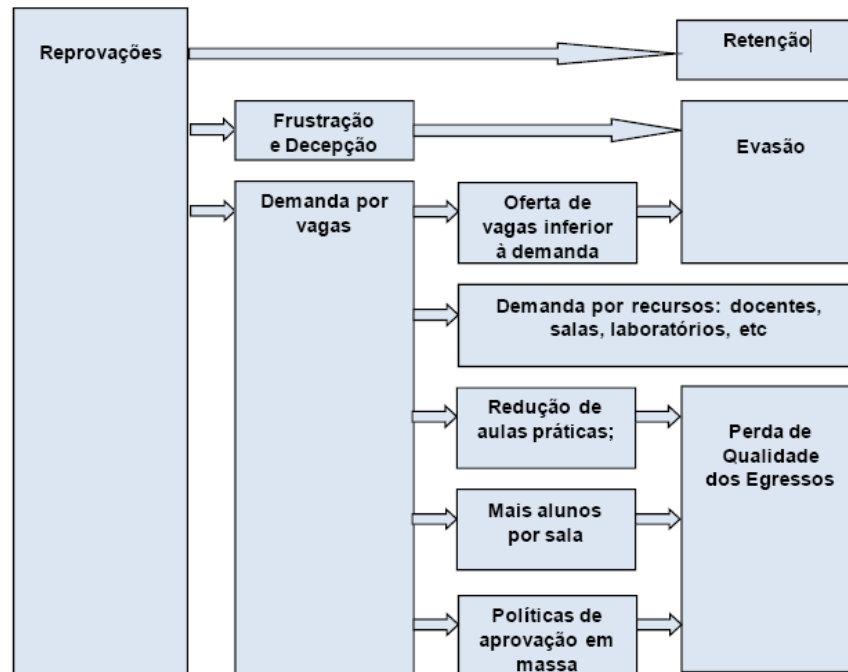 Reprovações
Retenção
Frustração
e Decepção
Evasão
Demanda por
vagas
Oferta de
vagas inferior
à demanda
Demanda por recursos: docentes,
salas, laboratórios, etc
Redução de
aulas práticas;
Perda de
Qualidade
dos Egressos
Mais alunos
por sala
Políticas de
aprovação em
massa